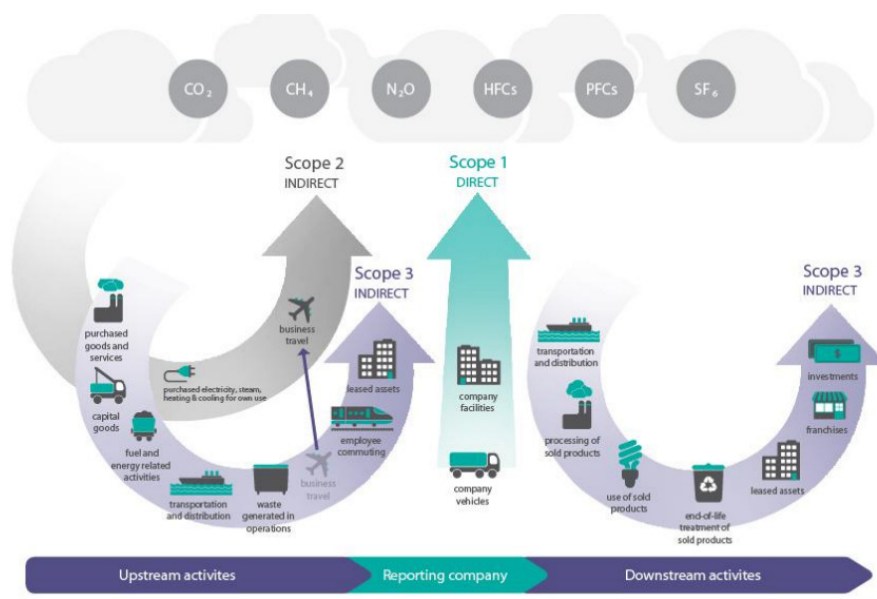 CO₂
CH₄
N₂O
HFCs
PFCs
SF₆
Scope 2
INDIRECT
Scope 1
DIRECT
Scope 3
INDIRECT
Scope 3
INDIRECT
purchased
goods and
services
capital
goods
fuel and
energy related
activities
purchased electricity, steam,
heating & cooling for own use
transportation
and distribution
waste
generated in
operations
business
travel
business
travel
employee
commuting
leased assets
company
facilities
company
vehicles
transportation
and distribution
processing of
sold products
use of sold
products
end-of-life
treatment of
sold products
leased assets
franchises
investments
Upstream activites
Reporting company
Downstream activites